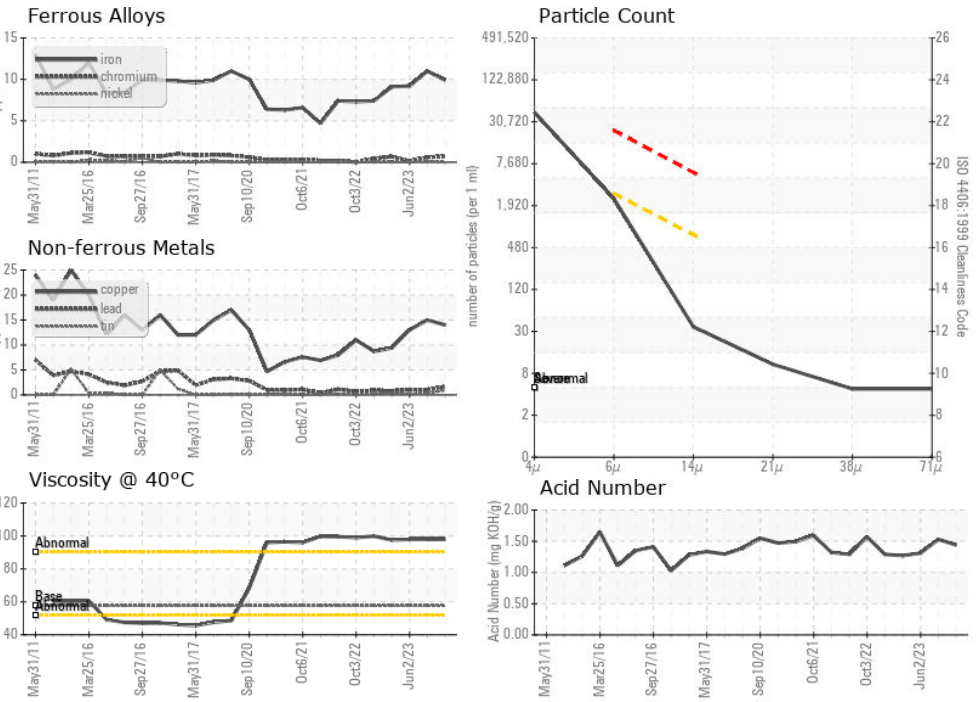 Ferrous Alloys
15
10
5
0
iron
chromium
nickel
May31/11
Mar25/16
Sep27/16
May31/17
Sep10/20
Oct6/21
Oct3/22
Jun2/23
Non-ferrous Metals
25
20
15
10
5
0
copper
lead
tin
May31/11
Mar25/16
Sep27/16
May31/17
Sep10/20
Oct6/21
Oct3/22
Jun2/23
Viscosity @ 40°C
120
100
80
60
40
Abnormal
Base
Abnormal
May31/11
Mar25/16
Sep27/16
May31/17
Sep10/20
Oct6/21
Oct3/22
Jun2/23
Particle Count
number of particles (per 1 ml)
491,520
122,880
30,720
7,680
1,920
480
120
30
8
2
0
Abnormal
4µ
6µ
14µ
21µ
38µ
71µ
26
24
22
20
18
16
14
12
10
8
6
ISO 4406:1999 Cleanliness Code
Acid Number
Acid Number (mg KOH/g)
2.00
1.50
1.00
0.50
0.00
May31/11
Mar25/16
Sep27/16
May31/17
Sep10/20
Oct6/21
Oct3/22
Jun2/23